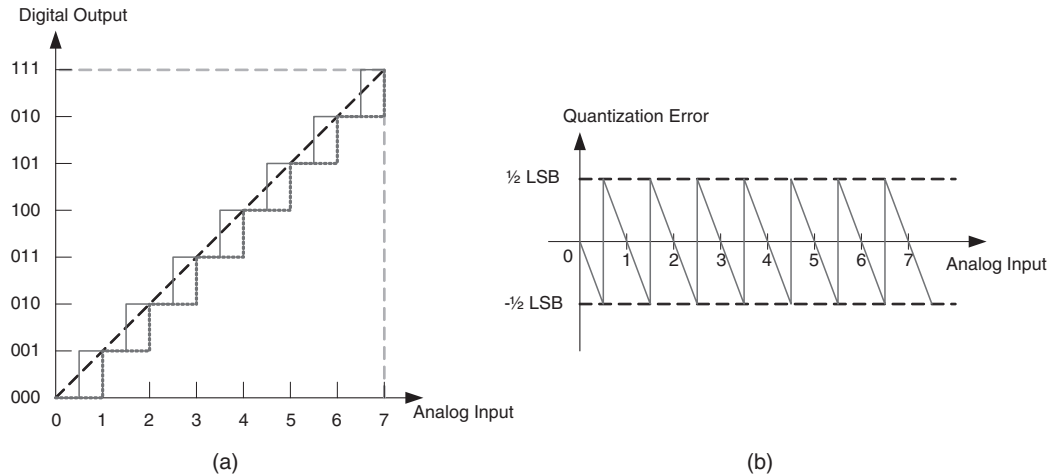 Digital Output
111
010
101
100
011
010
001
000
0 1 2 3 4 5 6 7
Analog Input
(a)
Quantization Error
½ LSB
0 1 2 3 4 5 6 7
Analog Input
-½ LSB
(b)